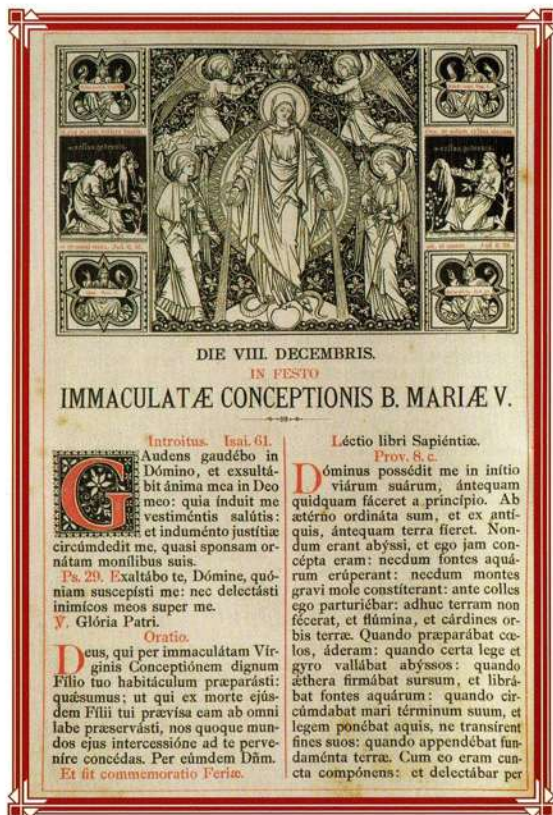 DIE VIII. DECEMBRIS.
IN FESTO
IMMACULATÆ CONCEPTIONIS B. MARIÆ V.
Introitus. Isai. 61.
Gaudens gaudébo in
Dómino, et exsultá-
bit ánima mea in Deo
meo: quia índuit me
vestiméntis salútis:
et induménto justítiæ
circúmdedit me, quasi sponsam or-
nátam monílibus suis.
Ps. 29. Exaltábo te, Dómine, quó-
niam suscepísti me: nec delectásti
inimícos meos super me.
℣. Glória Patri.
Oratio.
Deus, qui per immaculátam Vír-
ginis Conceptiónem dignum
Fílio tuo habitáculum præparásti:
quǽsumus; ut qui ex morte ejús-
dem Fílii tui prævísa eam ab omni
labe præservásti, nos quoque mun-
dos ejus intercessióne ad te perve-
níre concédas. Per eúmdem Dñm.
Et fit commemoratio Feriæ.
Léctio libri Sapiéntiæ.
Prov. 8. c.
Dóminus possédit me in inítio
viárum suárum, ántequam
quidquam fáceret a princípio. Ab
ætérno ordináta sum, et ex antí-
quis, ántequam terra fíeret. Non-
dum erant abýssi, et ego jam con-
cépta eram: necdum fontes aquá-
rum erúperant: necdum montes
gravi mole constíterant: ante colles
ego parturiébar: adhuc terram non
fécerat, et flúmina, et cárdines or-
bis terræ. Quando præparábat cœ-
los, áderam: quando certa lege et
gyro vallábat abýssos: quando
ǽthera firmábat sursum, et librá-
bat fontes aquárum: quando cir-
cúmdabat mari términum suum, et
legem ponébat aquis, ne transírent
fines suos: quando appendébat fun-
daménta terræ. Cum eo eram cun-
cta compónens: et delectábar per